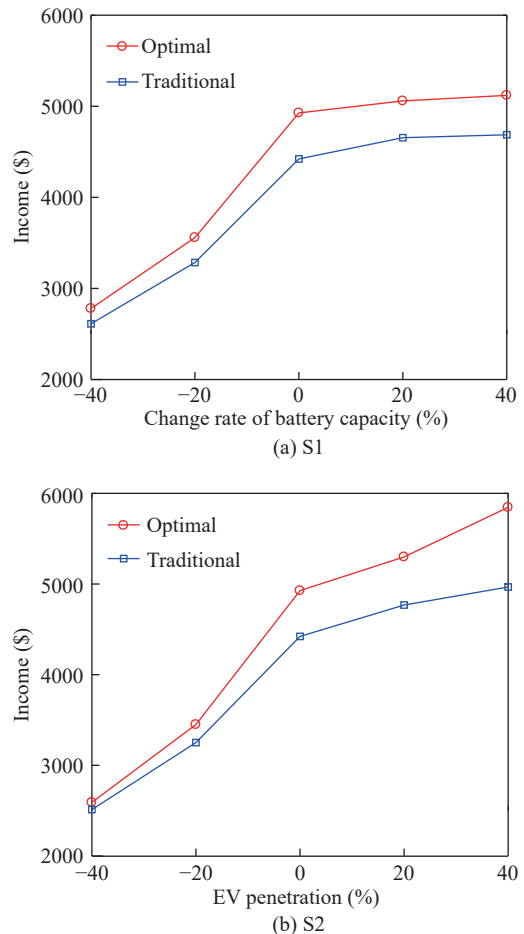 6000
Optimal
Traditional
5000
4000
3000
2000
Income ($)
−40 −20 0 20 40
Change rate of battery capacity (%)
(a) S1
6000
Optimal
Traditional
5000
4000
3000
2000
Income ($)
−40 −20 0 20 40
EV penetration (%)
(b) S2